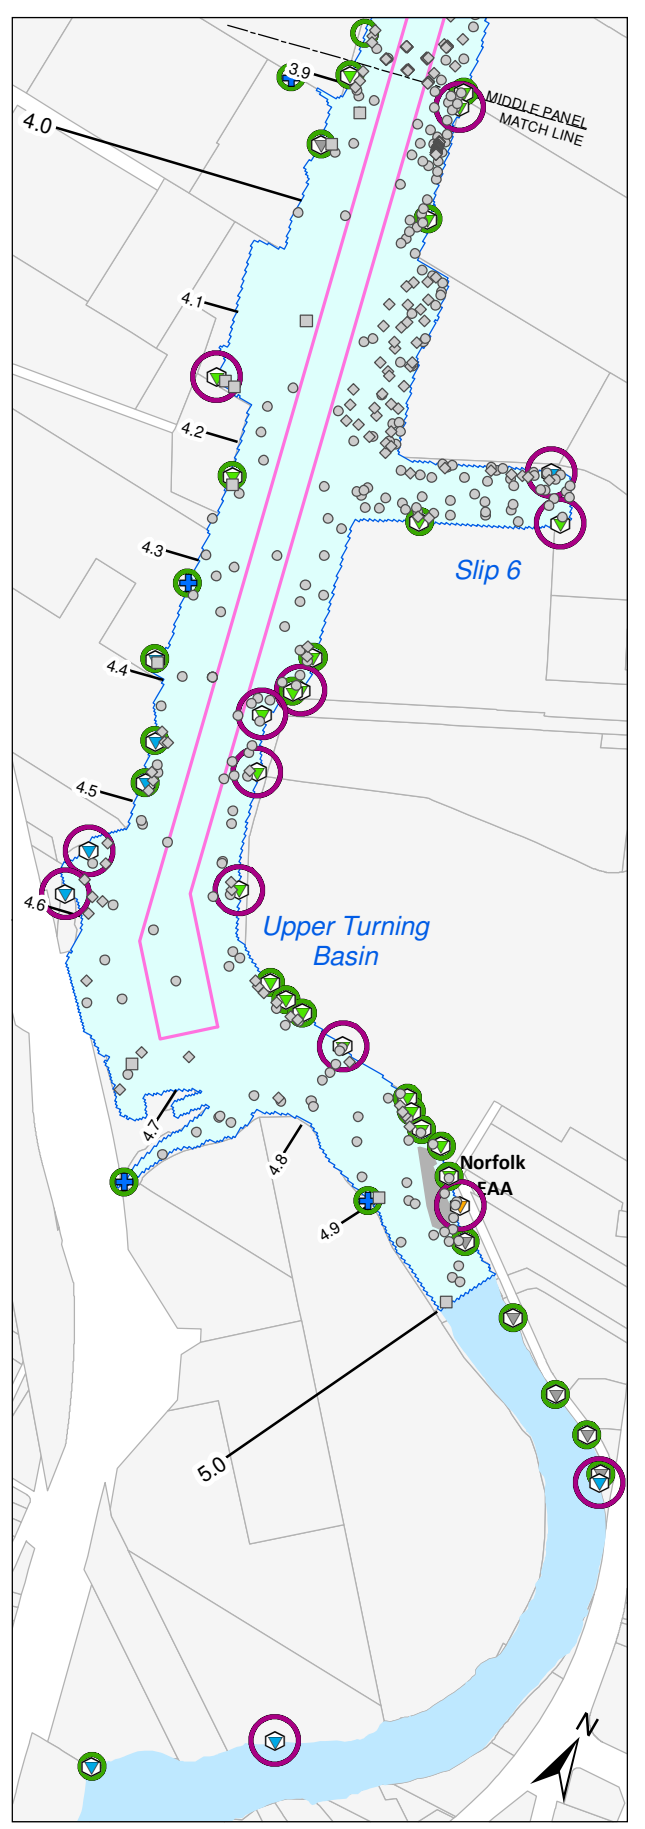 3.9
MIDDLE PANEL
MATCH LINE
4.0
4.1
4.2
4.3
Slip 6
4.4
4.5
4.6
Upper Turning
Basin
4.7
4.8
Norfolk
EAA
4.9
5.0
N